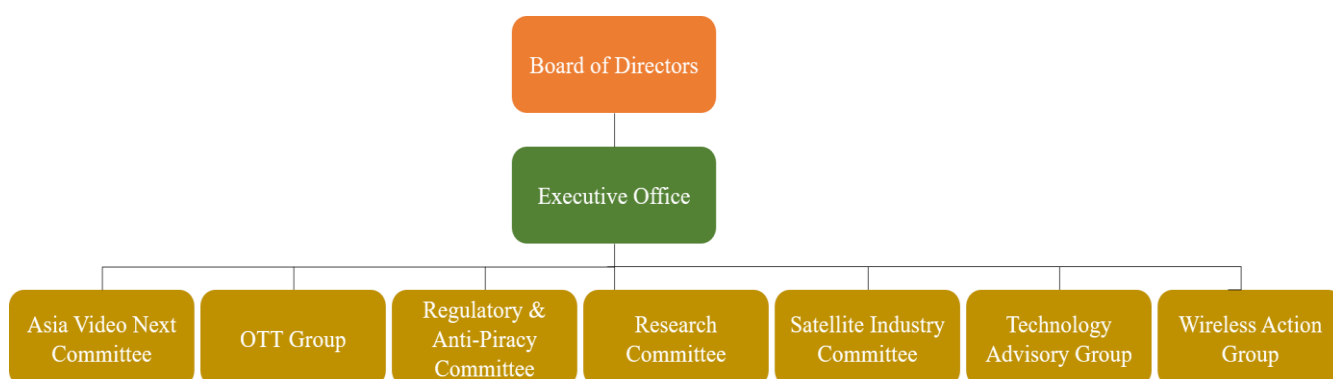 Board of Directors
Executive Office
Asia Video Next
Committee
OTT Group
Regulatory &
Anti-Piracy
Committee
Research
Committee
Satellite Industry
Committee
Technology
Advisory Group
Wireless Action
Group